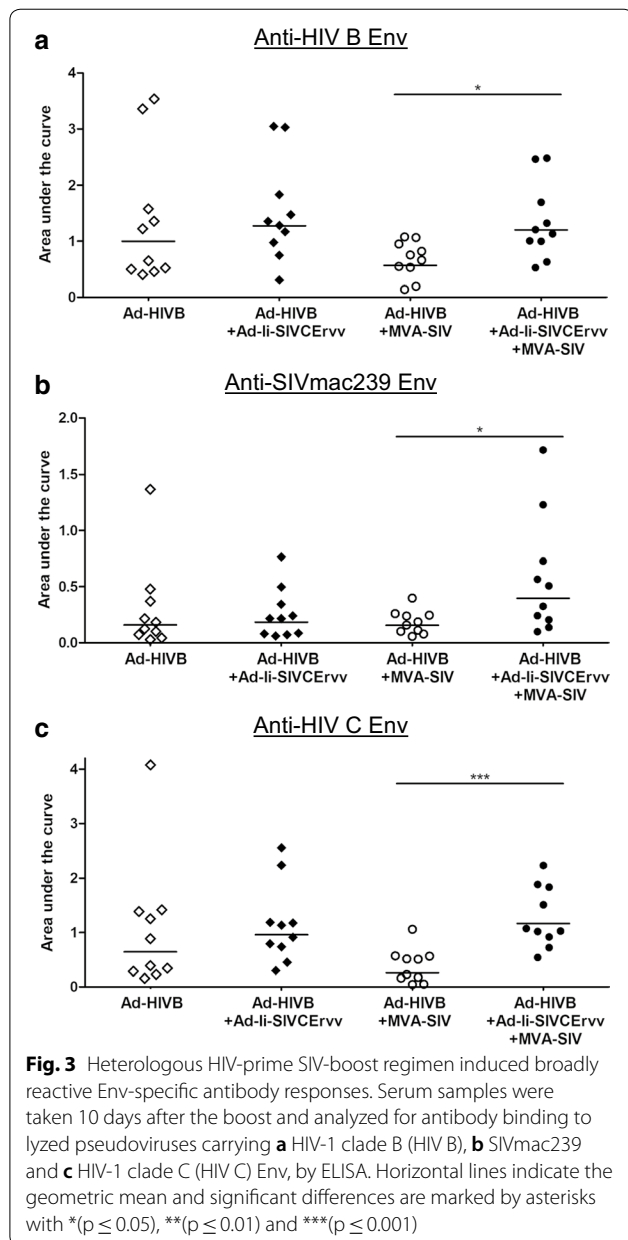 a
Anti-HIV B Env
Area under the curve
4
3
2
1
0
*
Ad-HIVB
Ad-HIVB
+Ad-Ii-SIVCErvv
Ad-HIVB
+MVA-SIV
Ad-HIVB
+Ad-Ii-SIVCErvv
+MVA-SIV
b
Anti-SIVmac239 Env
Area under the curve
2.0
1.5
1.0
0.5
0.0
*
Ad-HIVB
Ad-HIVB
+Ad-Ii-SIVCErvv
Ad-HIVB
+MVA-SIV
Ad-HIVB
+Ad-Ii-SIVCErvv
+MVA-SIV
c
Anti-HIV C Env
Area under the curve
4
3
2
1
0
***
Ad-HIVB
Ad-HIVB
+Ad-Ii-SIVCErvv
Ad-HIVB
+MVA-SIV
Ad-HIVB
+Ad-Ii-SIVCErvv
+MVA-SIV
Fig. 3 Heterologous HIV-prime SIV-boost regimen induced broadly
reactive Env-specific antibody responses. Serum samples were
taken 10 days after the boost and analyzed for antibody binding to
lyzed pseudoviruses carrying a HIV-1 clade B (HIV B), b SIVmac239
and c HIV-1 clade C (HIV C) Env, by ELISA. Horizontal lines indicate the
geometric mean and significant differences are marked by asterisks
with *(p ≤ 0.05), **(p ≤ 0.01) and ***(p ≤ 0.001)